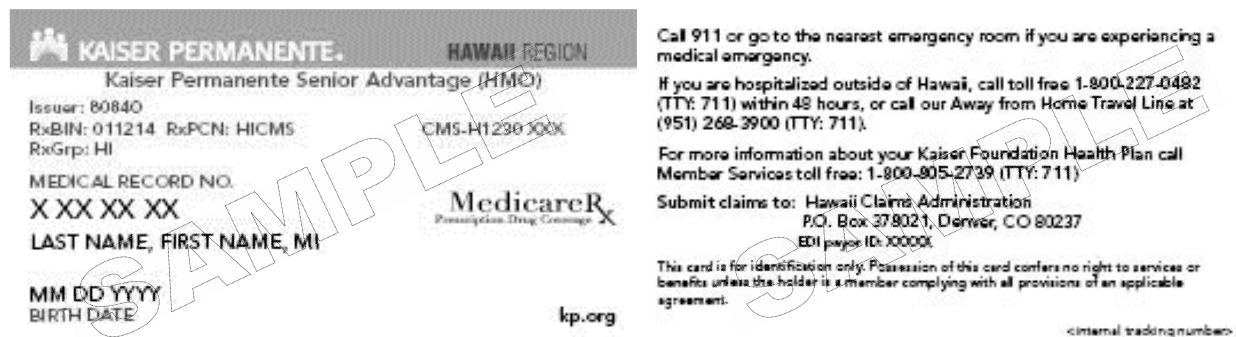 KAISER PERMANENTE. HAWAII REGION
Kaiser Permanente Senior Advantage (HMO)
Issuer: 80840
RxBIN: 011214 RxPCN: HICMS CMS-H1230 XXX
RxGrp: HI
MEDICAL RECORD NO.
X XX XX XX
MedicareRx
Prescription Drug Coverage
LAST NAME, FIRST NAME, MI
MM DD YYYY
BIRTH DATE
kp.org
SAMPLE
Call 911 or go to the nearest emergency room if you are experiencing a
medical emergency.
If you are hospitalized outside of Hawaii, call toll free 1-800-227-0482
(TTY: 711) within 48 hours, or call our Away from Home Travel Line at
(951) 268-3900 (TTY: 711).
For more information about your Kaiser Foundation Health Plan call
Member Services toll free: 1-800-805-2739 (TTY: 711)
Submit claims to: Hawaii Claims Administration
P.O. Box 378021, Denver, CO 80237
EDI payor ID: XXXXX
This card is for identification only. Possession of this card confers no right to services or
benefits unless the holder is a member complying with all provisions of an applicable
agreement.
<internal tracking number>
SAMPLE